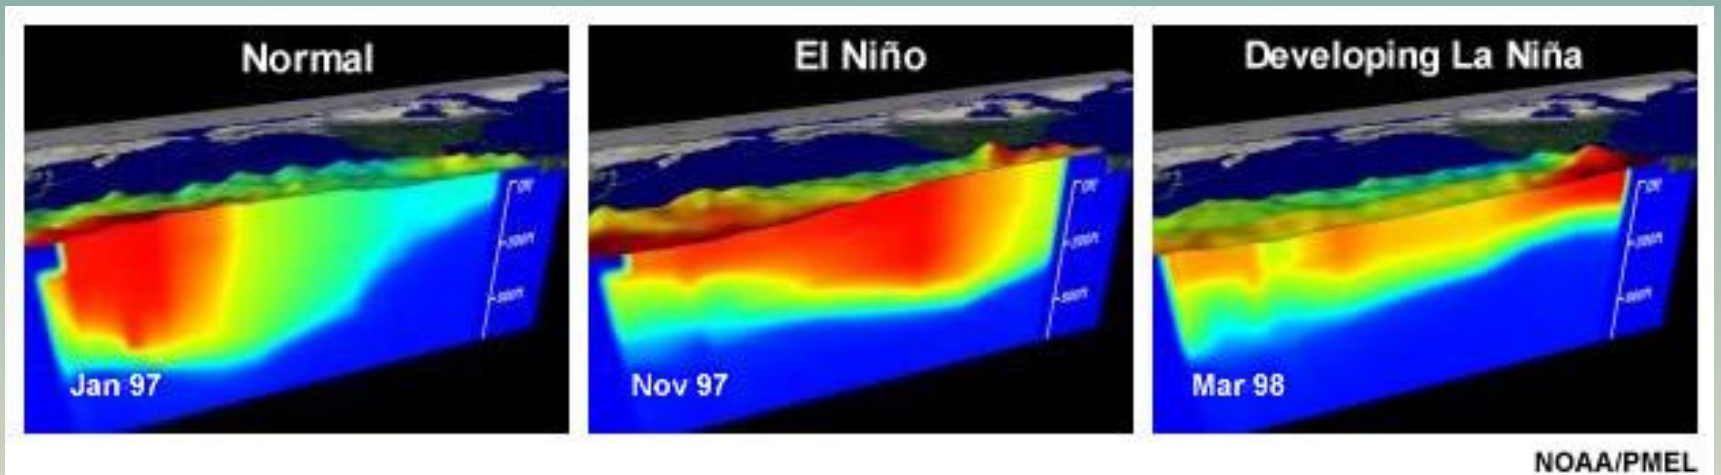 Normal
El Niño
Developing La Niña
Jan 97
Nov 97
Mar 98
NOAA/PMEL